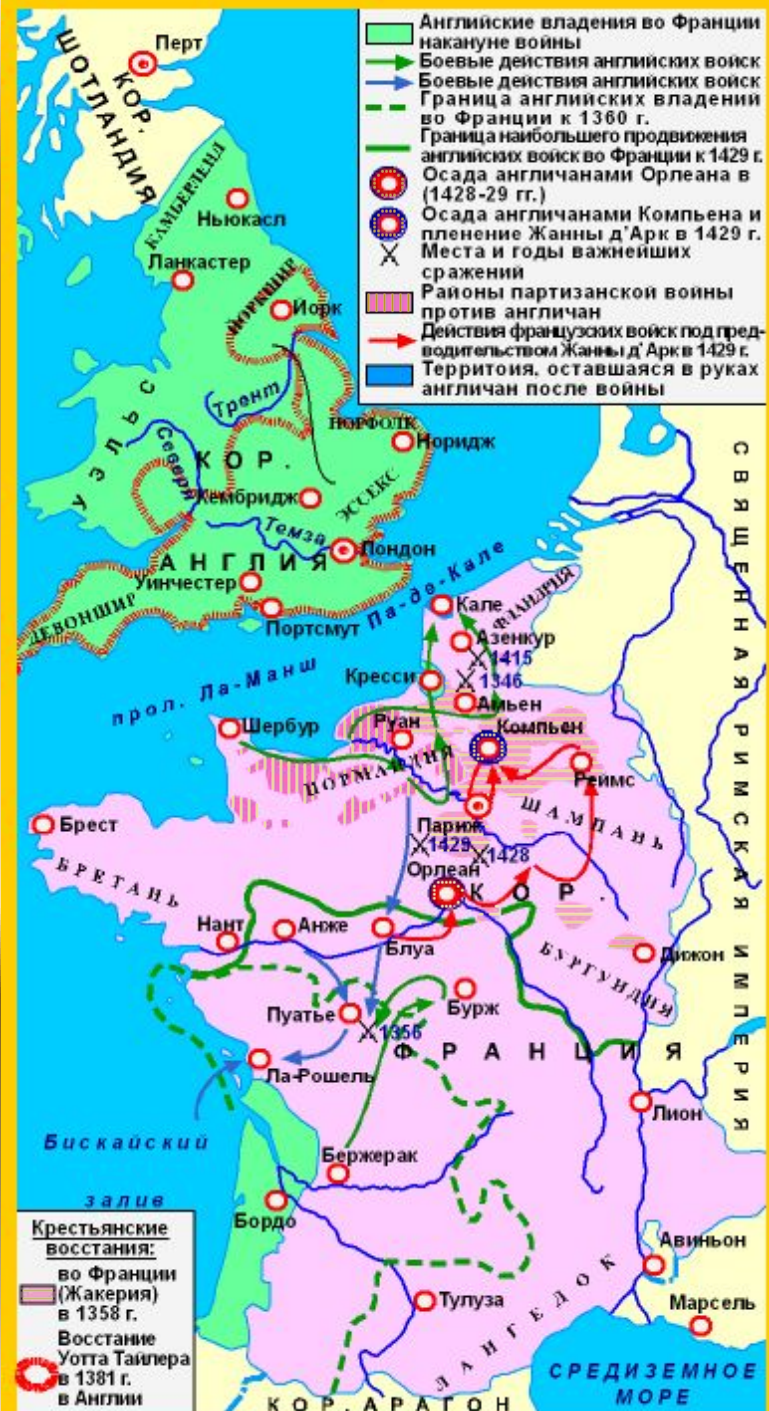 Английские владения во Франции
накануне войны
Боевые действия английских войск
Боевые действия английских войск
Граница английских владений
во Франции к 1360 г.
Граница наибольшего продвижения
английских войск во Франции к 1429 г.
Осада англичанами Орлеана в
(1428-29 гг.)
Осада англичанами Компьена и
пленение Жанны д'Арк в 1429 г.
Места и годы важнейших
сражений
Районы партизанской войны
против англичан
Действия французских войск под пред-
водительством Жанны д'Арк в 1429 г.
Территоия, оставшаяся в руках
англичан после войны
Перт
КОР.
ШОТЛАНДИЯ
КАМБЕРЛЕНД
Ньюкасл
Ланкастер
ЙОРКШИР
Йорк
Трент
НОРФОЛК
Норидж
УЭЛЬС
Северн
КОР.
Кембридж
ЭССЕКС
Темза
Лондон
АНГЛИЯ
Уинчестер
ДЕВОНШИР
Портсмут
Па-де-Кале
прол. Ла-Манш
СВЯЩЕННАЯ РИМСКАЯ ИМПЕРИЯ
Кале
ФЛАНДРИЯ
Азенкур
1415
Кресси
1346
Амьен
Шербур
Руан
Компьен
НОРМАНДИЯ
Реймс
Брест
Париж
ШАМПАНЬ
1429
1428
БРЕТАНЬ
Орлеан
КОР.
Нант
Анже
Блуа
Дижон
БУРГУНДИЯ
Бурж
Пуатье
1356
ФРАНЦИЯ
Ла-Рошель
Лион
Бискайский
залив
Бержерак
Бордо
Авиньон
Тулуза
ЛАНГЕДОК
Марсель
СРЕДИЗЕМНОЕ
МОРЕ
КОР. АРАГОН
Крестьянские
восстания:
во Франции
(Жакерия)
в 1358 г.
Восстание
Уотта Тайлера
в 1381 г.
в Англии